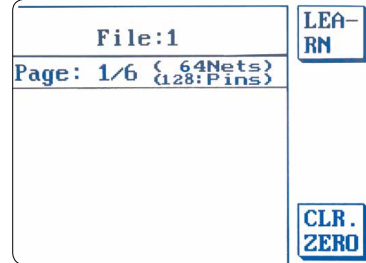 File:1
Page: 1/6 ( 64Nets)
(128:Pins)
LEA-
RN
CLR.
ZERO